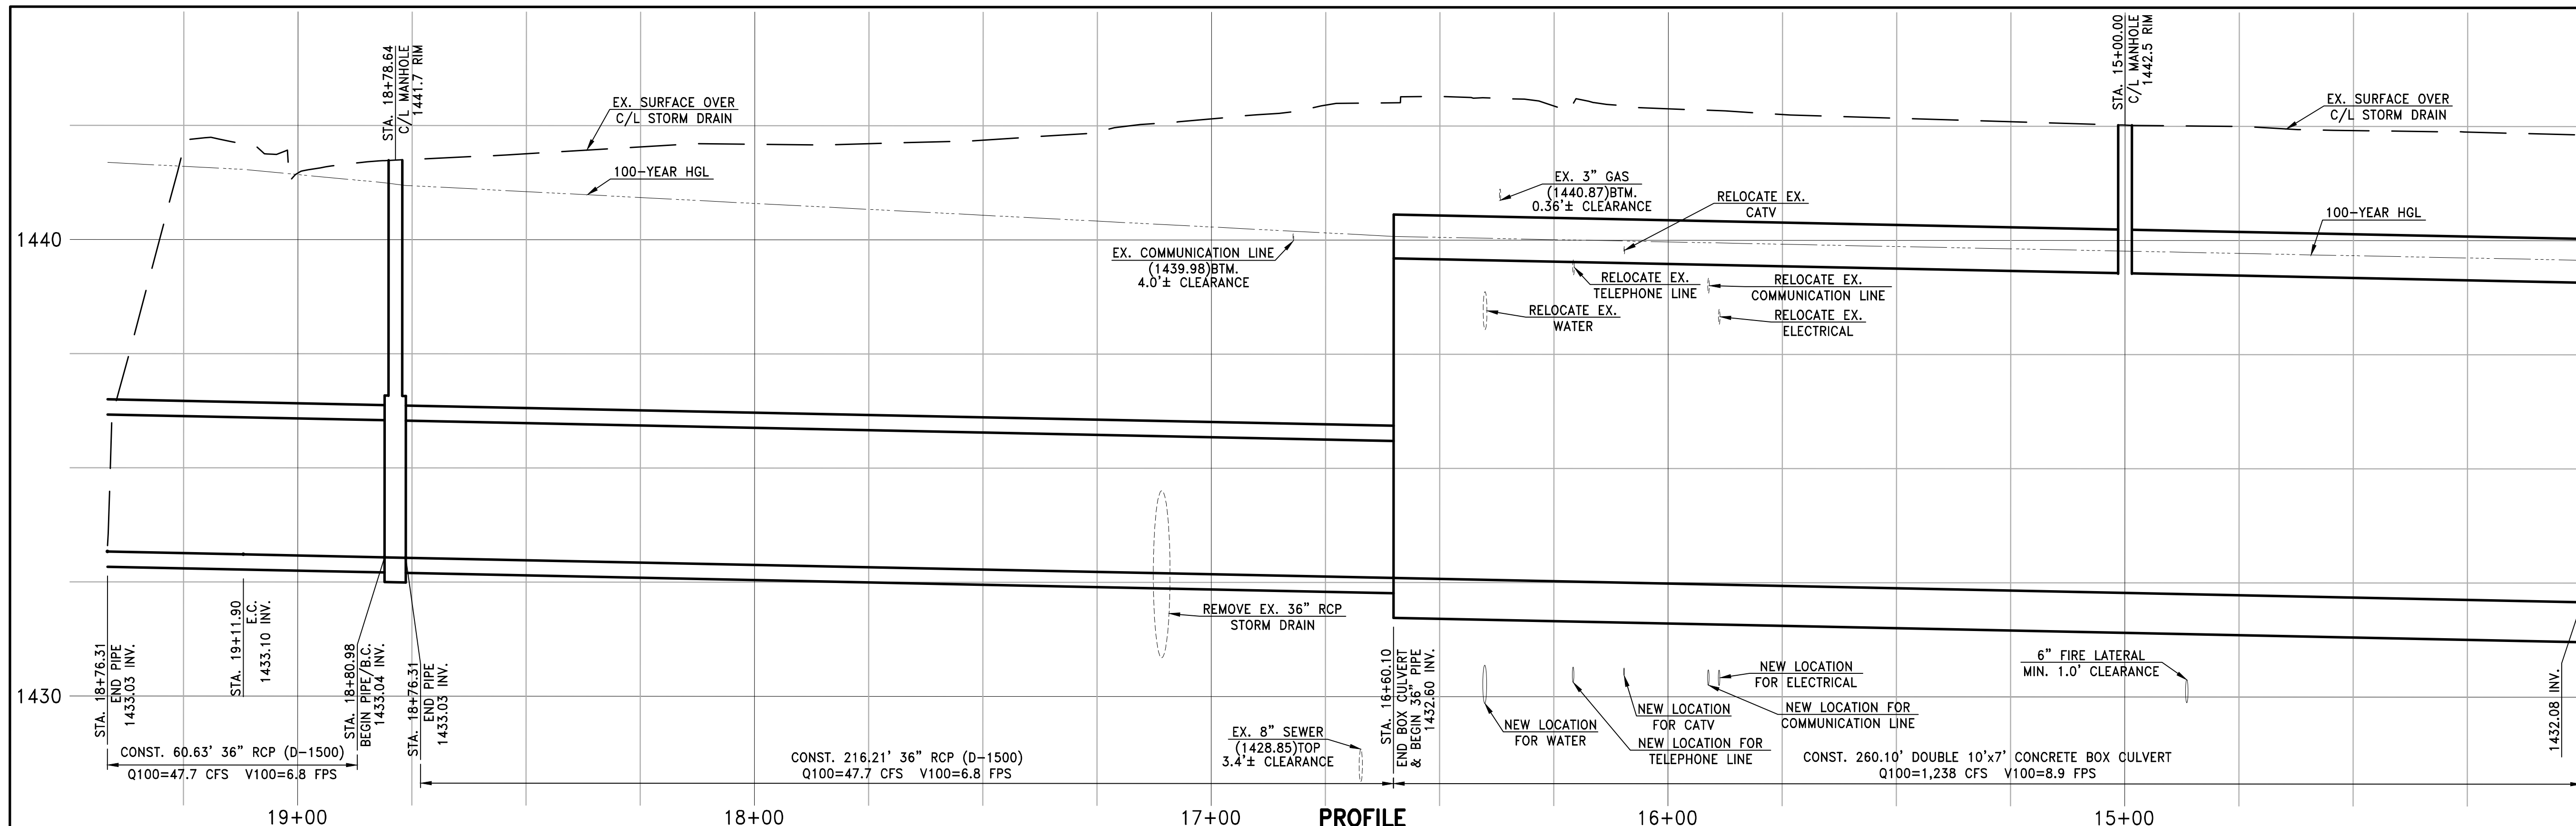 STA. 18+78.64
C/L MANHOLE
1441.7 RIM
EX. SURFACE OVER
C/L STORM DRAIN
100-YEAR HGL
STA. 15+00.00
C/L MANHOLE
1442.5 RIM
EX. SURFACE OVER
C/L STORM DRAIN
EX. 3" GAS
(1440.87)BTM.
0.36'± CLEARANCE
RELOCATE EX.
CATV
100-YEAR HGL
1440
EX. COMMUNICATION LINE
(1439.98)BTM.
4.0'± CLEARANCE
RELOCATE EX.
TELEPHONE LINE
RELOCATE EX.
COMMUNICATION LINE
RELOCATE EX.
WATER
RELOCATE EX.
ELECTRICAL
REMOVE EX. 36" RCP
STORM DRAIN
1430
STA. 18+76.31
END PIPE
1433.03 INV.
STA. 19+11.90
E.C.
1433.10 INV.
STA. 18+80.98
BEGIN PIPE/B.C.
1433.04 INV.
STA. 18+76.31
END PIPE
1433.03 INV.
STA. 16+60.10
END BOX CULVERT
& BEGIN 36" PIPE
1432.60 INV.
6" FIRE LATERAL
MIN. 1.0' CLEARANCE
NEW LOCATION
FOR ELECTRICAL
NEW LOCATION
FOR CATV
NEW LOCATION FOR
COMMUNICATION LINE
NEW LOCATION
FOR WATER
NEW LOCATION FOR
TELEPHONE LINE
EX. 8" SEWER
(1428.85)TOP
3.4'± CLEARANCE
1432.08 INV.
CONST. 60.63' 36" RCP (D-1500)
Q100=47.7 CFS V100=6.8 FPS
CONST. 216.21' 36" RCP (D-1500)
Q100=47.7 CFS V100=6.8 FPS
CONST. 260.10' DOUBLE 10'x7' CONCRETE BOX CULVERT
Q100=1,238 CFS V100=8.9 FPS
19+00
18+00
17+00
PROFILE
16+00
15+00